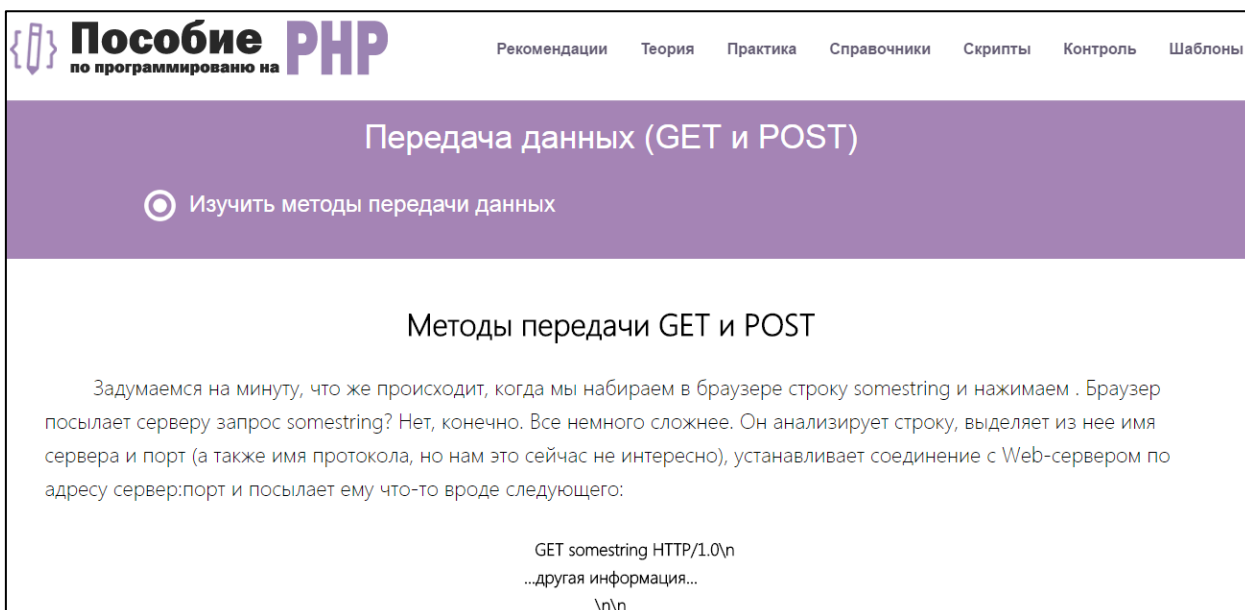 Пособие PHP
по программированю на
Рекомендации Теория Практика Справочники Скрипты Контроль Шаблоны
Передача данных (GET и POST)
Изучить методы передачи данных
Методы передачи GET и POST
Задумаемся на минуту, что же происходит, когда мы набираем в браузере строку somestring и нажимаем . Браузер
посылает серверу запрос somestring? Нет, конечно. Все немного сложнее. Он анализирует строку, выделяет из нее имя
сервера и порт (а также имя протокола, но нам это сейчас не интересно), устанавливает соединение с Web-сервером по
адресу сервер:порт и посылает ему что-то вроде следующего:
GET somestring HTTP/1.0\n
...другая информация...
\n\n